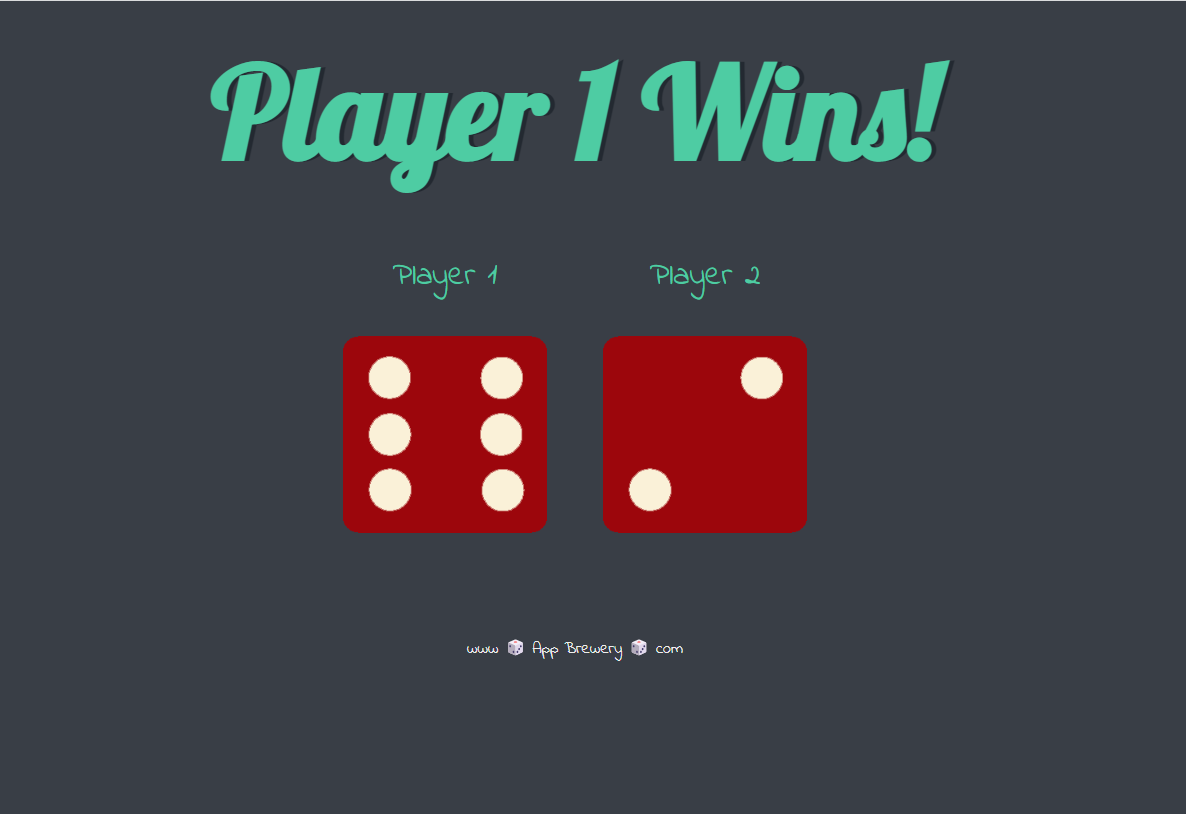 Player 1 Wins!
Player 1
Player 2
www 🎲 App Brewery 🎲 com